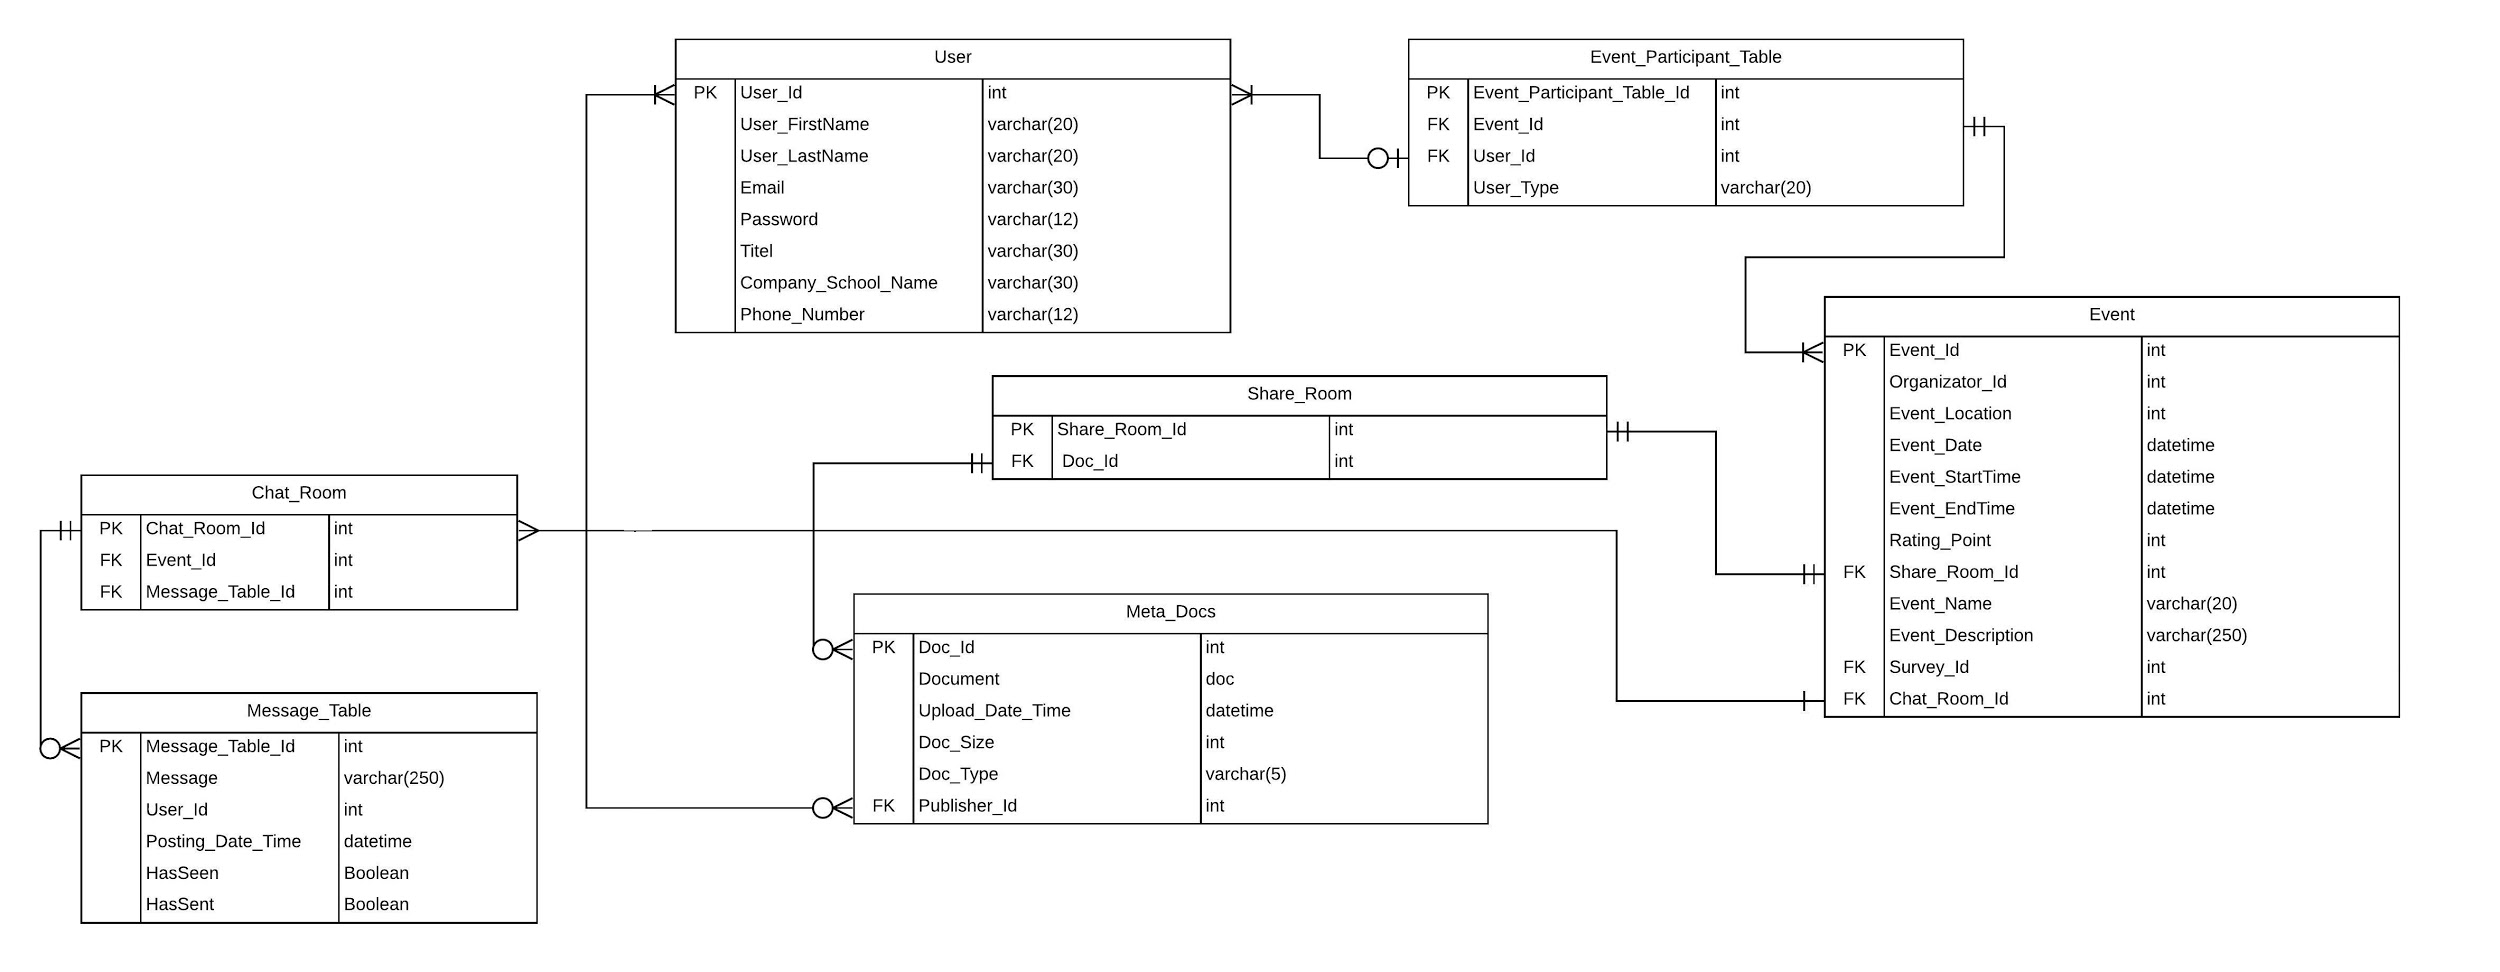 User
PK User_Id int
User_FirstName varchar(20)
User_LastName varchar(20)
Email varchar(30)
Password varchar(12)
Titel varchar(30)
Company_School_Name varchar(30)
Phone_Number varchar(12)
Event_Participant_Table
PK Event_Participant_Table_Id int
FK Event_Id int
FK User_Id int
User_Type varchar(20)
Event
PK Event_Id int
Organizator_Id int
Event_Location int
Event_Date datetime
Event_StartTime datetime
Event_EndTime datetime
Rating_Point int
FK Share_Room_Id int
Event_Name varchar(20)
Event_Description varchar(250)
FK Survey_Id int
FK Chat_Room_Id int
Share_Room
PK Share_Room_Id int
FK Doc_Id int
Chat_Room
PK Chat_Room_Id int
FK Event_Id int
FK Message_Table_Id int
Meta_Docs
PK Doc_Id int
Document doc
Upload_Date_Time datetime
Doc_Size int
Doc_Type varchar(5)
FK Publisher_Id int
Message_Table
PK Message_Table_Id int
Message varchar(250)
User_Id int
Posting_Date_Time datetime
HasSeen Boolean
HasSent Boolean